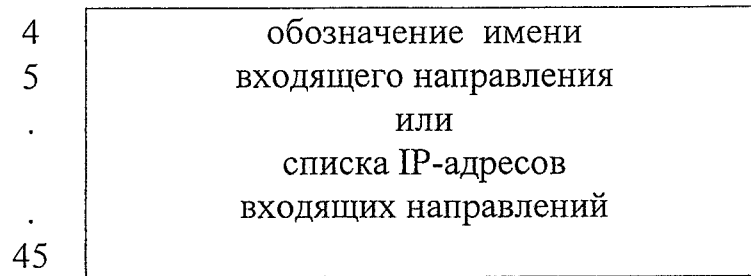 4 обозначение имени
5 входящего направления
. или
списка IP-адресов
. входящих направлений
45